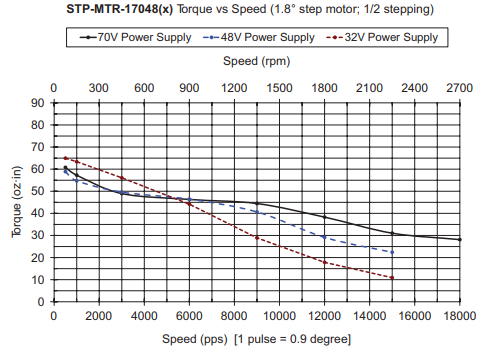 STP-MTR-17048(x) Torque vs Speed (1.8° step motor; 1/2 stepping)
70V Power Supply 48V Power Supply 32V Power Supply
Speed (rpm)
0 300 600 900 1200 1500 1800 2100 2400 2700
90
80
70
60
50
40
30
20
10
0
Torque (oz·in)
0 2000 4000 6000 8000 10000 12000 14000 16000 18000
Speed (pps) [1 pulse = 0.9 degree]